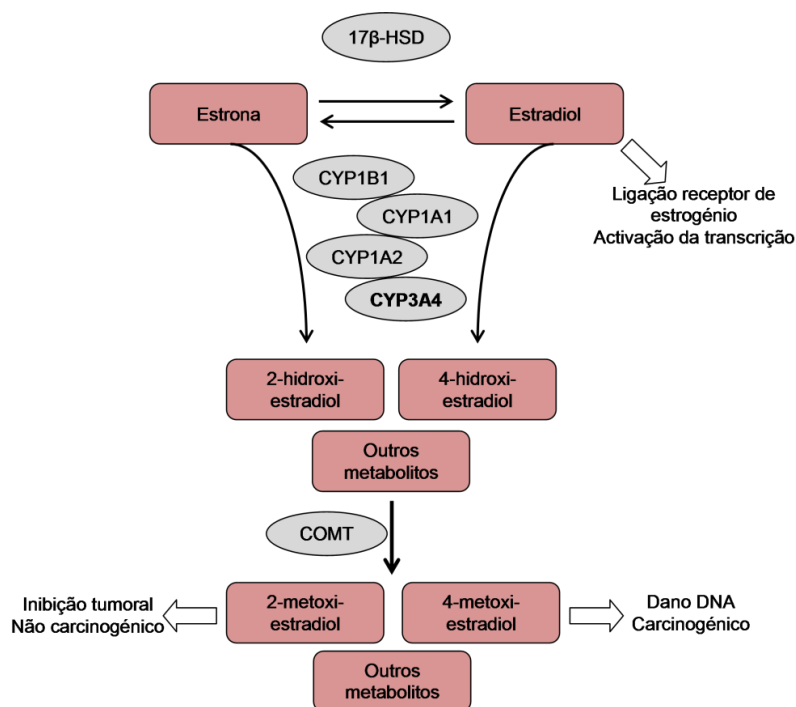 17β-HSD
Estrona
Estradiol
CYP1B1
CYP1A1
CYP1A2
CYP3A4
Ligação receptor de
estrogénio
Activação da transcrição
2-hidroxi-
estradiol
4-hidroxi-
estradiol
Outros
metabolitos
COMT
Inibição tumoral
Não carcinogénico
2-metoxi-
estradiol
4-metoxi-
estradiol
Dano DNA
Carcinogénico
Outros
metabolitos